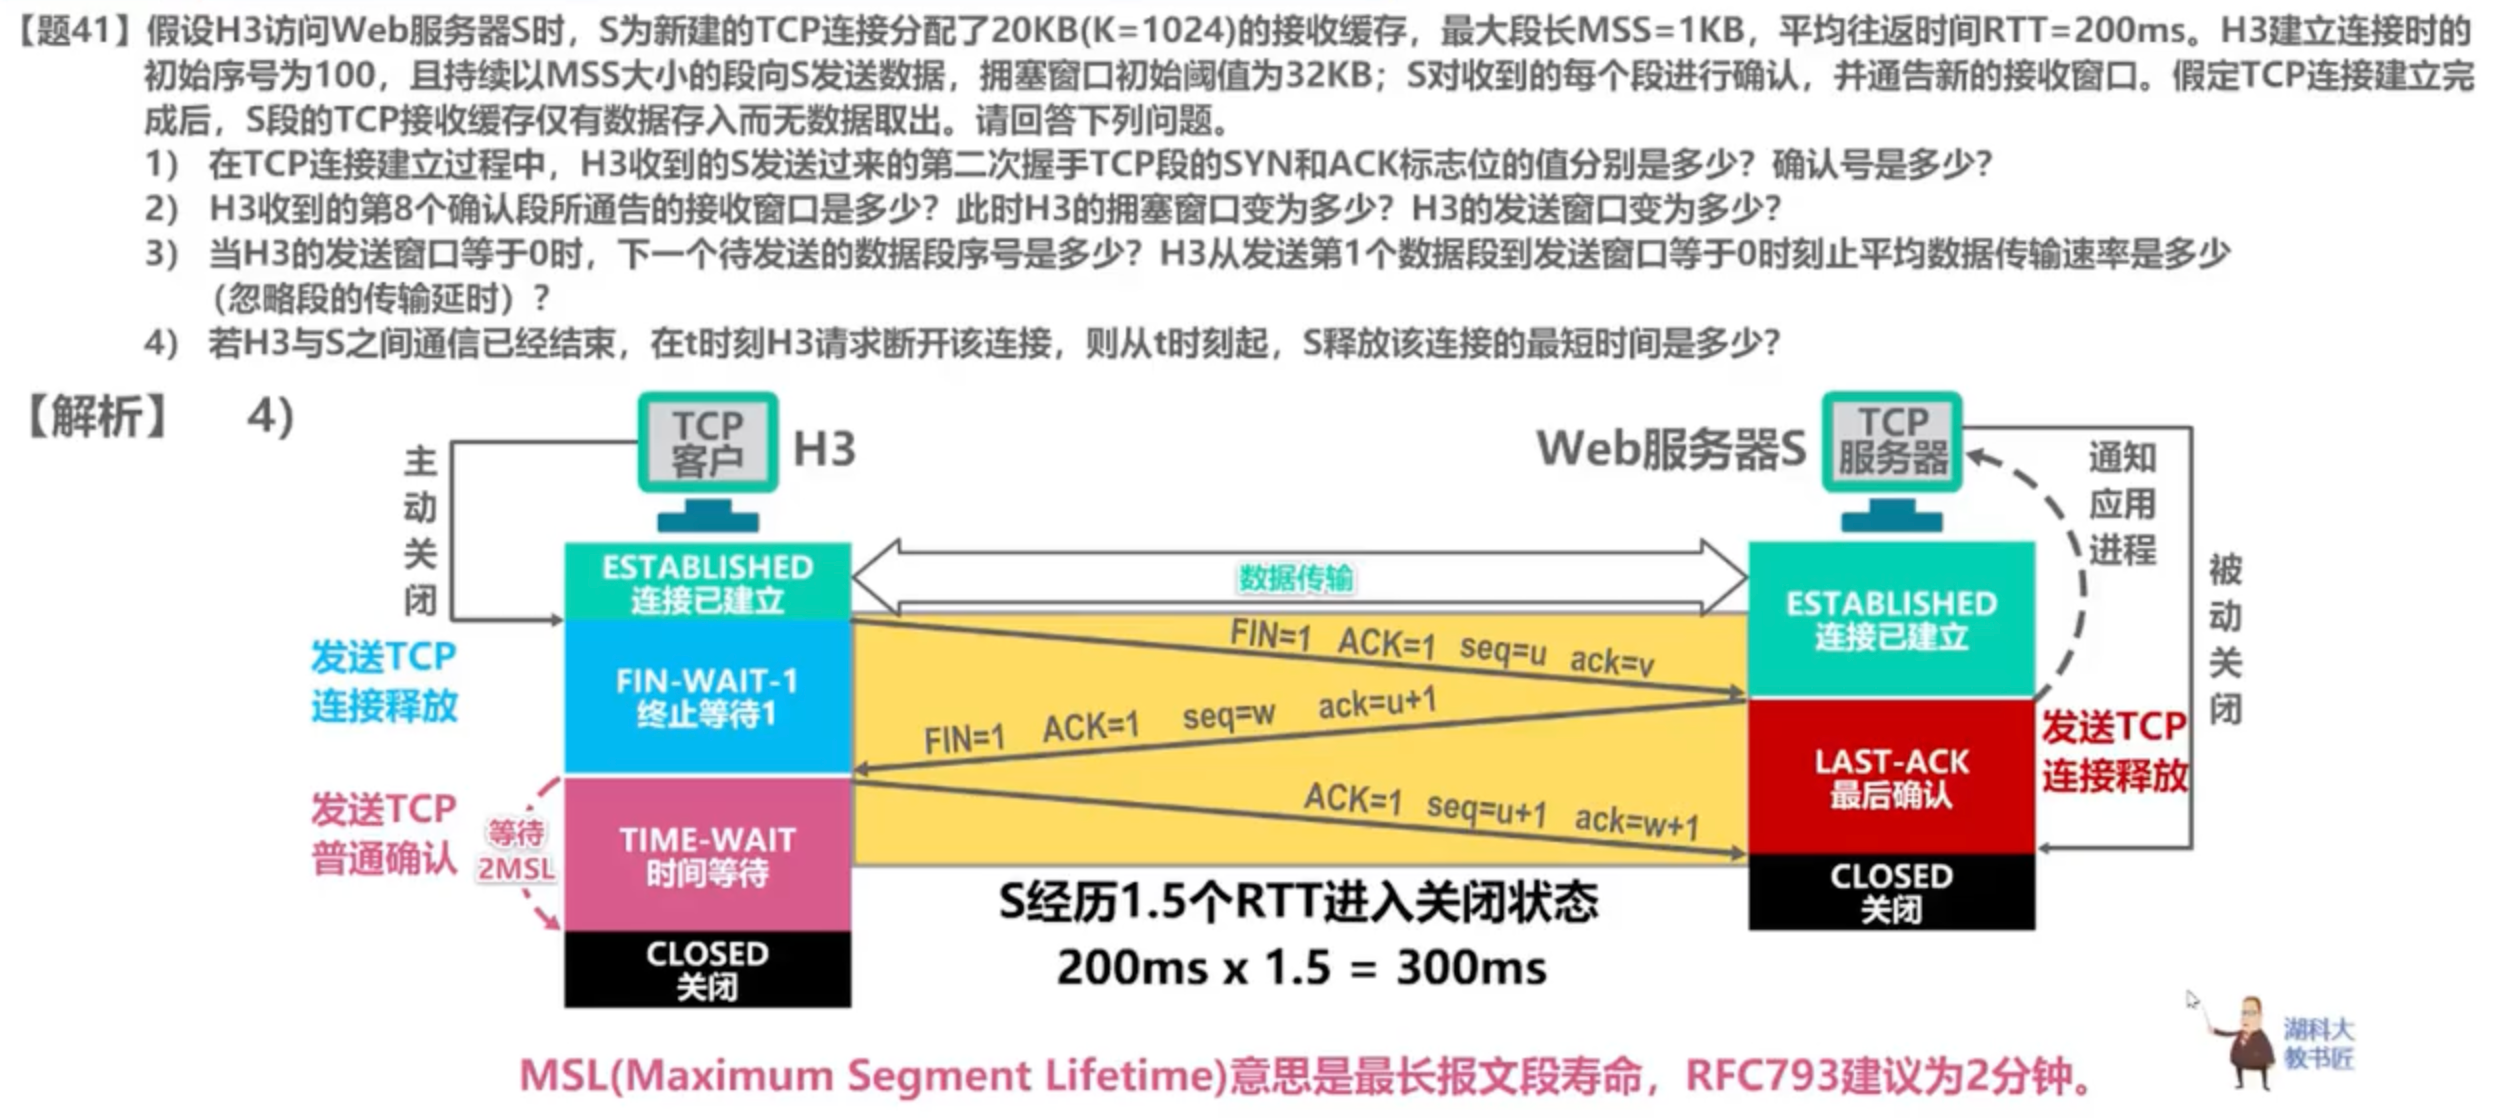 【题41】假设H3访问Web服务器S时，S为新建的TCP连接分配了20KB(K=1024)的接收缓存，最大段长MSS=1KB，平均往返时间RTT=200ms。H3建立连接时的
初始序号为100，且持续以MSS大小的段向S发送数据，拥塞窗口初始阈值为32KB；S对收到的每个段进行确认，并通告新的接收窗口。假定TCP连接建立完
成后，S段的TCP接收缓存仅有数据存入而无数据取出。请回答下列问题。
1） 在TCP连接建立过程中，H3收到的S发送过来的第二次握手TCP段的SYN和ACK标志位的值分别是多少？确认号是多少？
2） H3收到的第8个确认段所通告的接收窗口是多少？此时H3的拥塞窗口变为多少？H3的发送窗口变为多少？
3） 当H3的发送窗口等于0时，下一个待发送的数据段序号是多少？H3从发送第1个数据段到发送窗口等于0时刻止平均数据传输速率是多少
（忽略段的传输延时）？
4） 若H3与S之间通信已经结束，在t时刻H3请求断开该连接，则从t时刻起，S释放该连接的最短时间是多少？
【解析】 4)
TCP
客户
H3
Web服务器S
TCP
服务器
主动关闭
通知
应用
进程
被动关闭
ESTABLISHED
连接已建立
数据传输
ESTABLISHED
连接已建立
FIN=1 ACK=1 seq=u ack=v
发送TCP
连接释放
FIN-WAIT-1
终止等待1
FIN=1 ACK=1 seq=w ack=u+1
发送TCP
连接释放
LAST-ACK
最后确认
发送TCP
普通确认
等待
2MSL
TIME-WAIT
时间等待
ACK=1 seq=u+1 ack=w+1
CLOSED
关闭
CLOSED
关闭
S经历1.5个RTT进入关闭状态
200ms x 1.5 = 300ms
MSL(Maximum Segment Lifetime)意思是最长报文段寿命，RFC793建议为2分钟。
湖科大
教书匠